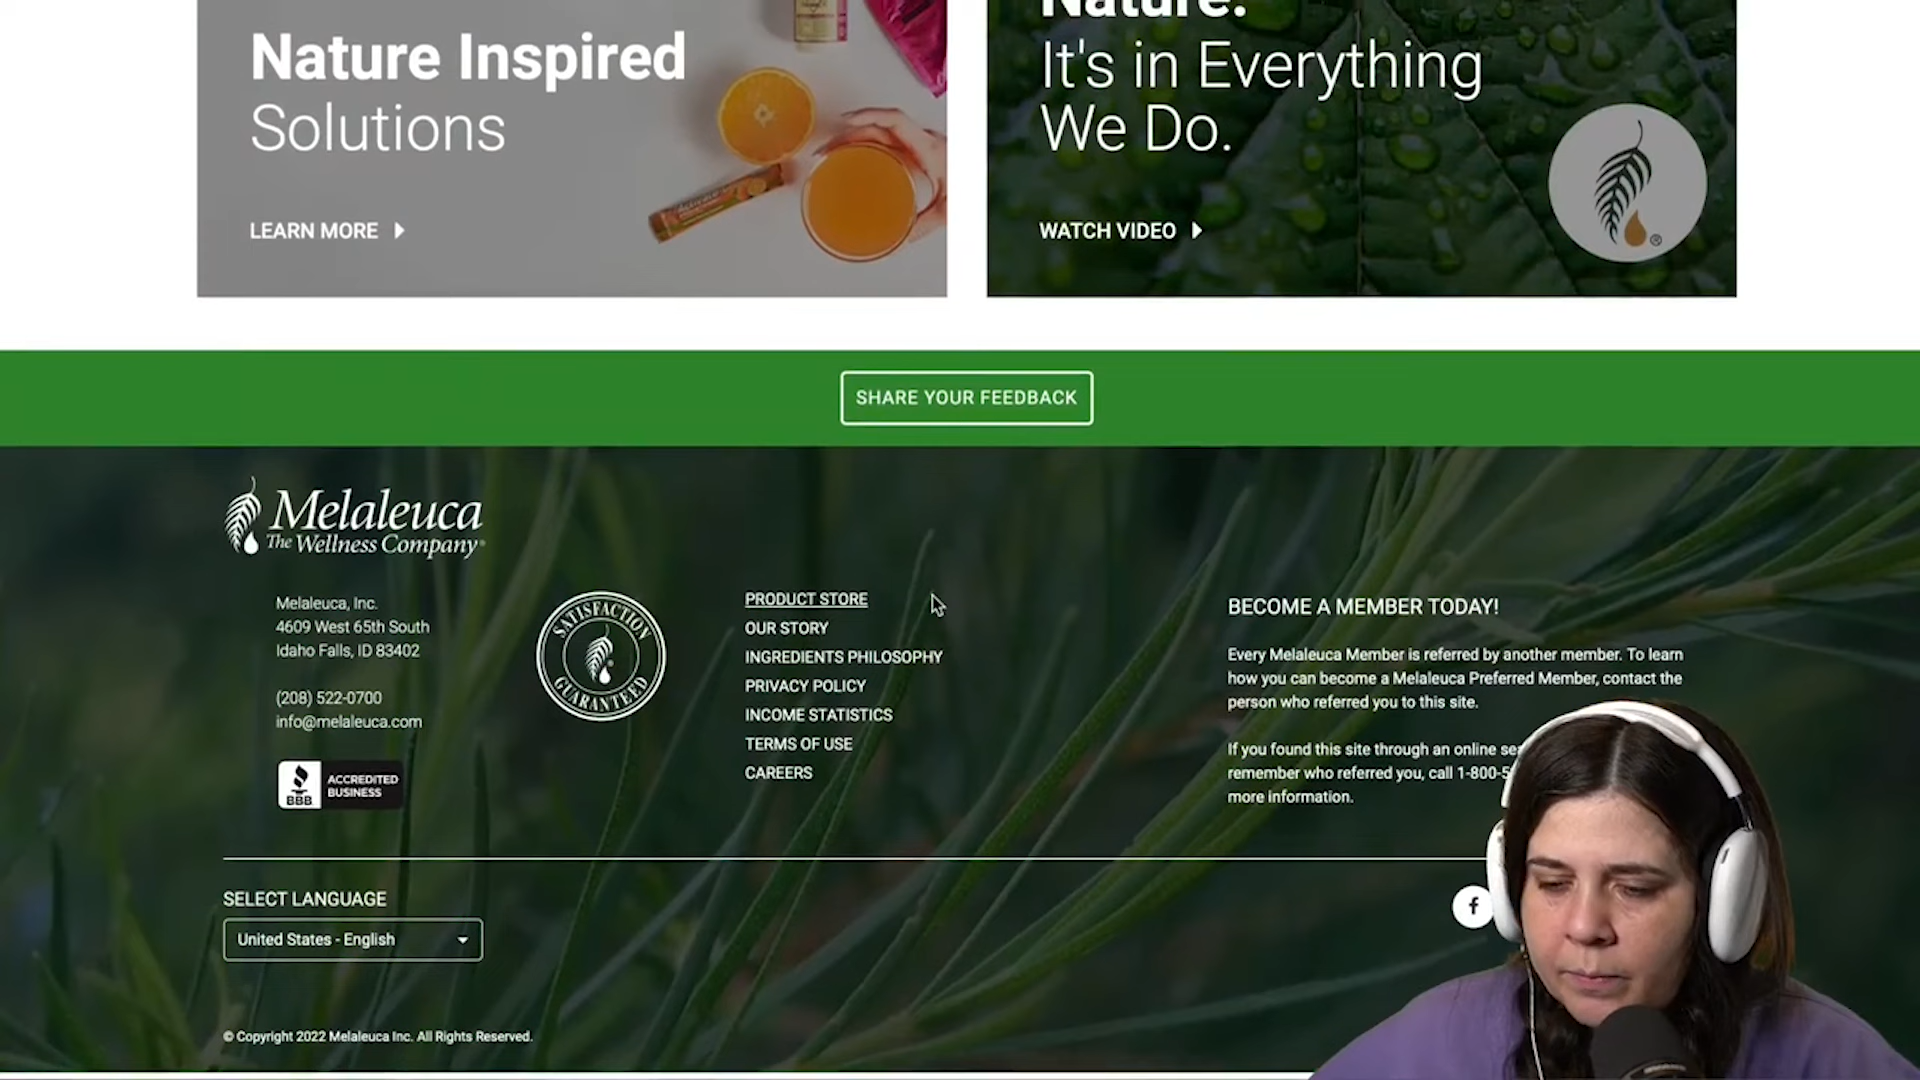 Nature Inspired
Solutions
LEARN MORE
Nature.
It's in Everything
We Do.
WATCH VIDEO
®
SHARE YOUR FEEDBACK
Melaleuca
The Wellness Company®
Melaleuca, Inc.
4609 West 65th South
Idaho Falls, ID 83402
(208) 522-0700
info@melaleuca.com
BBB
ACCREDITED
BUSINESS
SATISFACTION
GUARANTEED
PRODUCT STORE
OUR STORY
INGREDIENTS PHILOSOPHY
PRIVACY POLICY
INCOME STATISTICS
TERMS OF USE
CAREERS
BECOME A MEMBER TODAY!
Every Melaleuca Member is referred by another member. To learn
how you can become a Melaleuca Preferred Member, contact the
person who referred you to this site.
If you found this site through an online
remember who referred you, call 1-800-
more information.
SELECT LANGUAGE
United States - English
f
© Copyright 2022 Melaleuca Inc. All Rights Reserved.